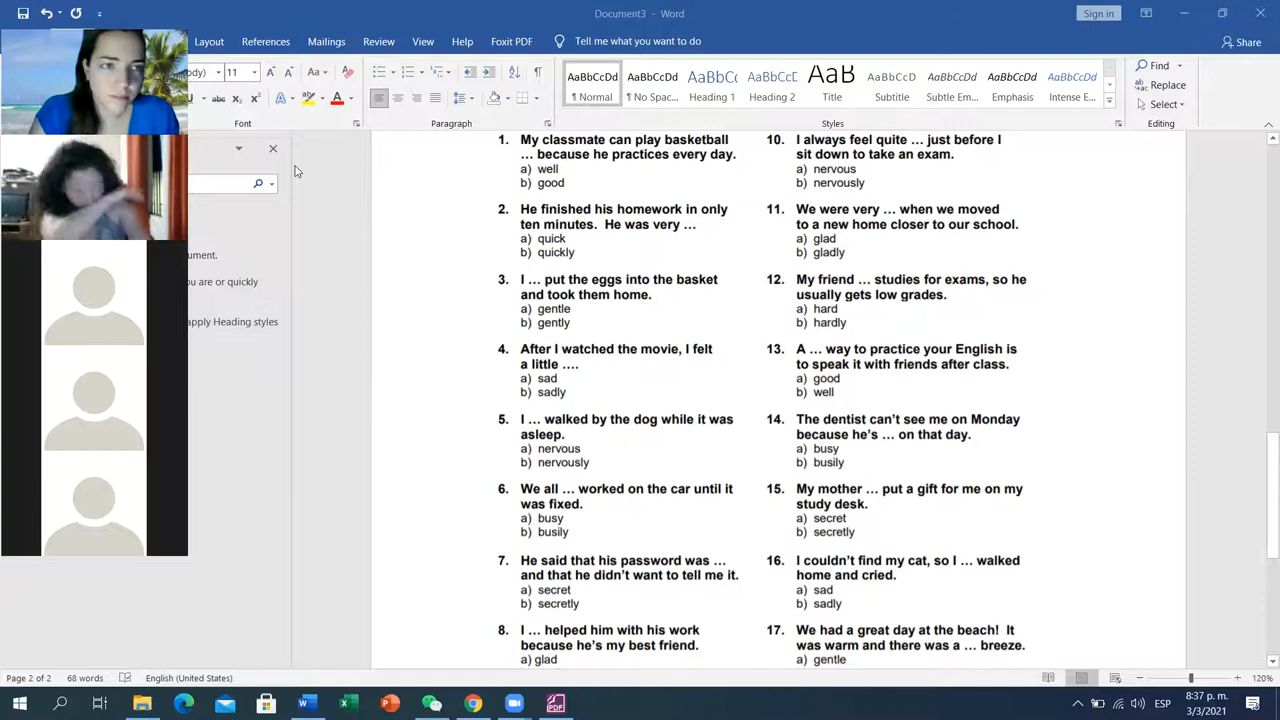 Document3 - Word
Sign in
Layout References Mailings Review View Help Foxit PDF Tell me what you want to do
Share
11
Aa
abc x₂ x²
A
AaBbCcDd
¶ Normal
AaBbCcDd
¶ No Spac...
AaBbCc
Heading 1
AaBbCcD
Heading 2
AaB
Title
AaBbCcD
Subtitle
AaBbCcDd
Subtle Em...
AaBbCcDd
Emphasis
AaBbCcDd
Intense E...
Find
Replace
Select
Font Paragraph Styles Editing
ument.
ou are or quickly
apply Heading styles
1. My classmate can play basketball
… because he practices every day.
a) well
b) good
2. He finished his homework in only
ten minutes. He was very …
a) quick
b) quickly
3. I … put the eggs into the basket
and took them home.
a) gentle
b) gently
4. After I watched the movie, I felt
a little ….
a) sad
b) sadly
5. I … walked by the dog while it was
asleep.
a) nervous
b) nervously
6. We all … worked on the car until it
was fixed.
a) busy
b) busily
7. He said that his password was …
and that he didn't want to tell me it.
a) secret
b) secretly
8. I … helped him with his work
because he's my best friend.
a) glad
10. I always feel quite … just before I
sit down to take an exam.
a) nervous
b) nervously
11. We were very … when we moved
to a new home closer to our school.
a) glad
b) gladly
12. My friend … studies for exams, so he
usually gets low grades.
a) hard
b) hardly
13. A … way to practice your English is
to speak it with friends after class.
a) good
b) well
14. The dentist can't see me on Monday
because he's … on that day.
a) busy
b) busily
15. My mother … put a gift for me on my
study desk.
a) secret
b) secretly
16. I couldn't find my cat, so I … walked
home and cried.
a) sad
b) sadly
17. We had a great day at the beach! It
was warm and there was a … breeze.
a) gentle
Page 2 of 2 68 words English (United States) 120%
8:37 p. m.
3/3/2021